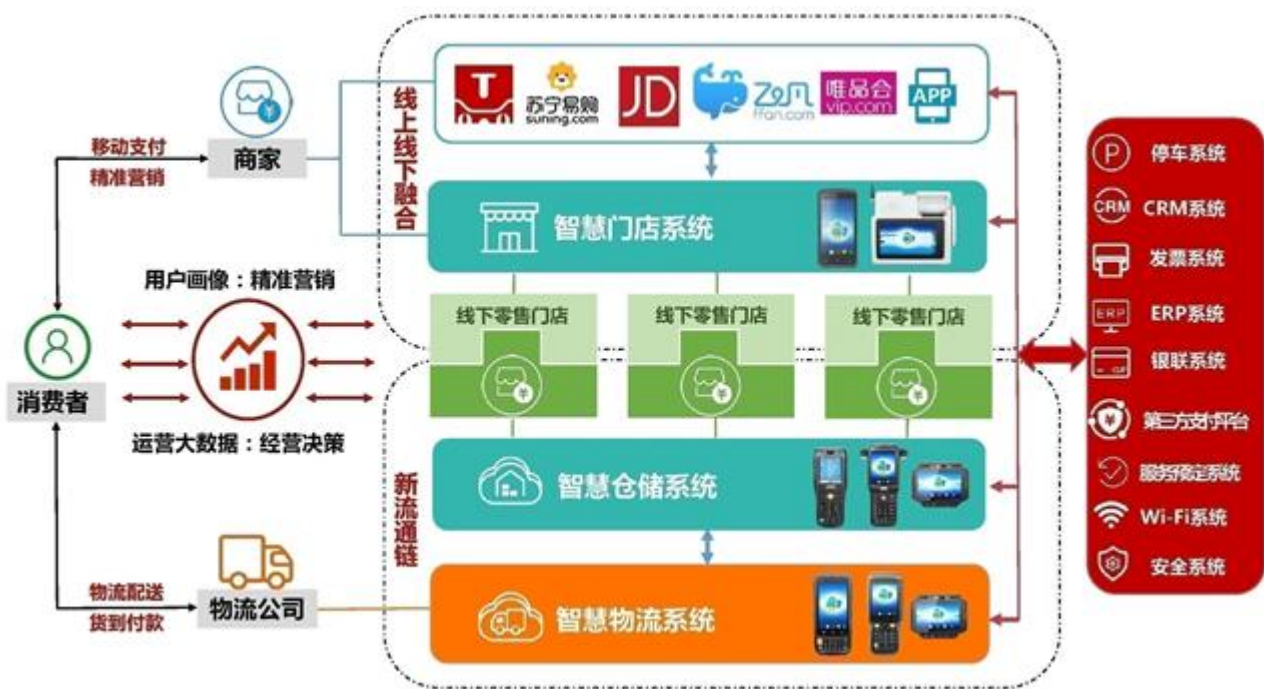 T
苏宁易购
suning.com
JD
ffan.com
唯品会
vip.com
APP
线上线下融合
移动支付
精准营销
商家
智慧门店系统
线下零售门店
线下零售门店
线下零售门店
用户画像：精准营销
消费者
运营大数据：经营决策
新流通链
智慧仓储系统
物流配送
货到付款
物流公司
智慧物流系统
P
停车系统
CRM
CRM系统
发票系统
ERP
ERP系统
银联系统
第三方支付平台
服务预定系统
Wi-Fi系统
安全系统